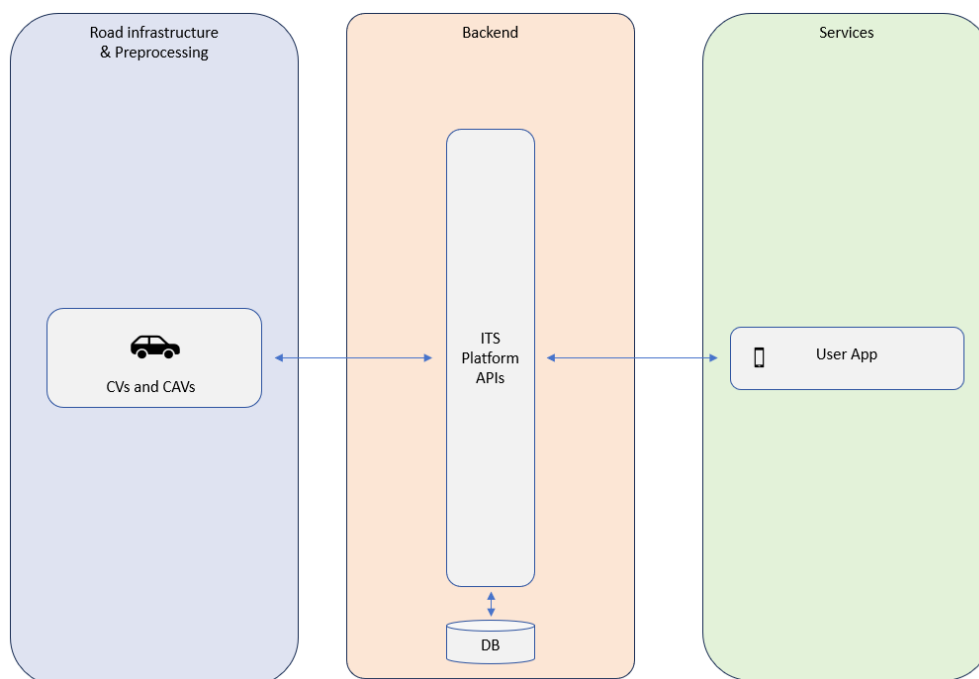 Road infrastructure
& Preprocessing
Backend
Services
CVs and CAVs
ITS
Platform
APIs
User App
DB